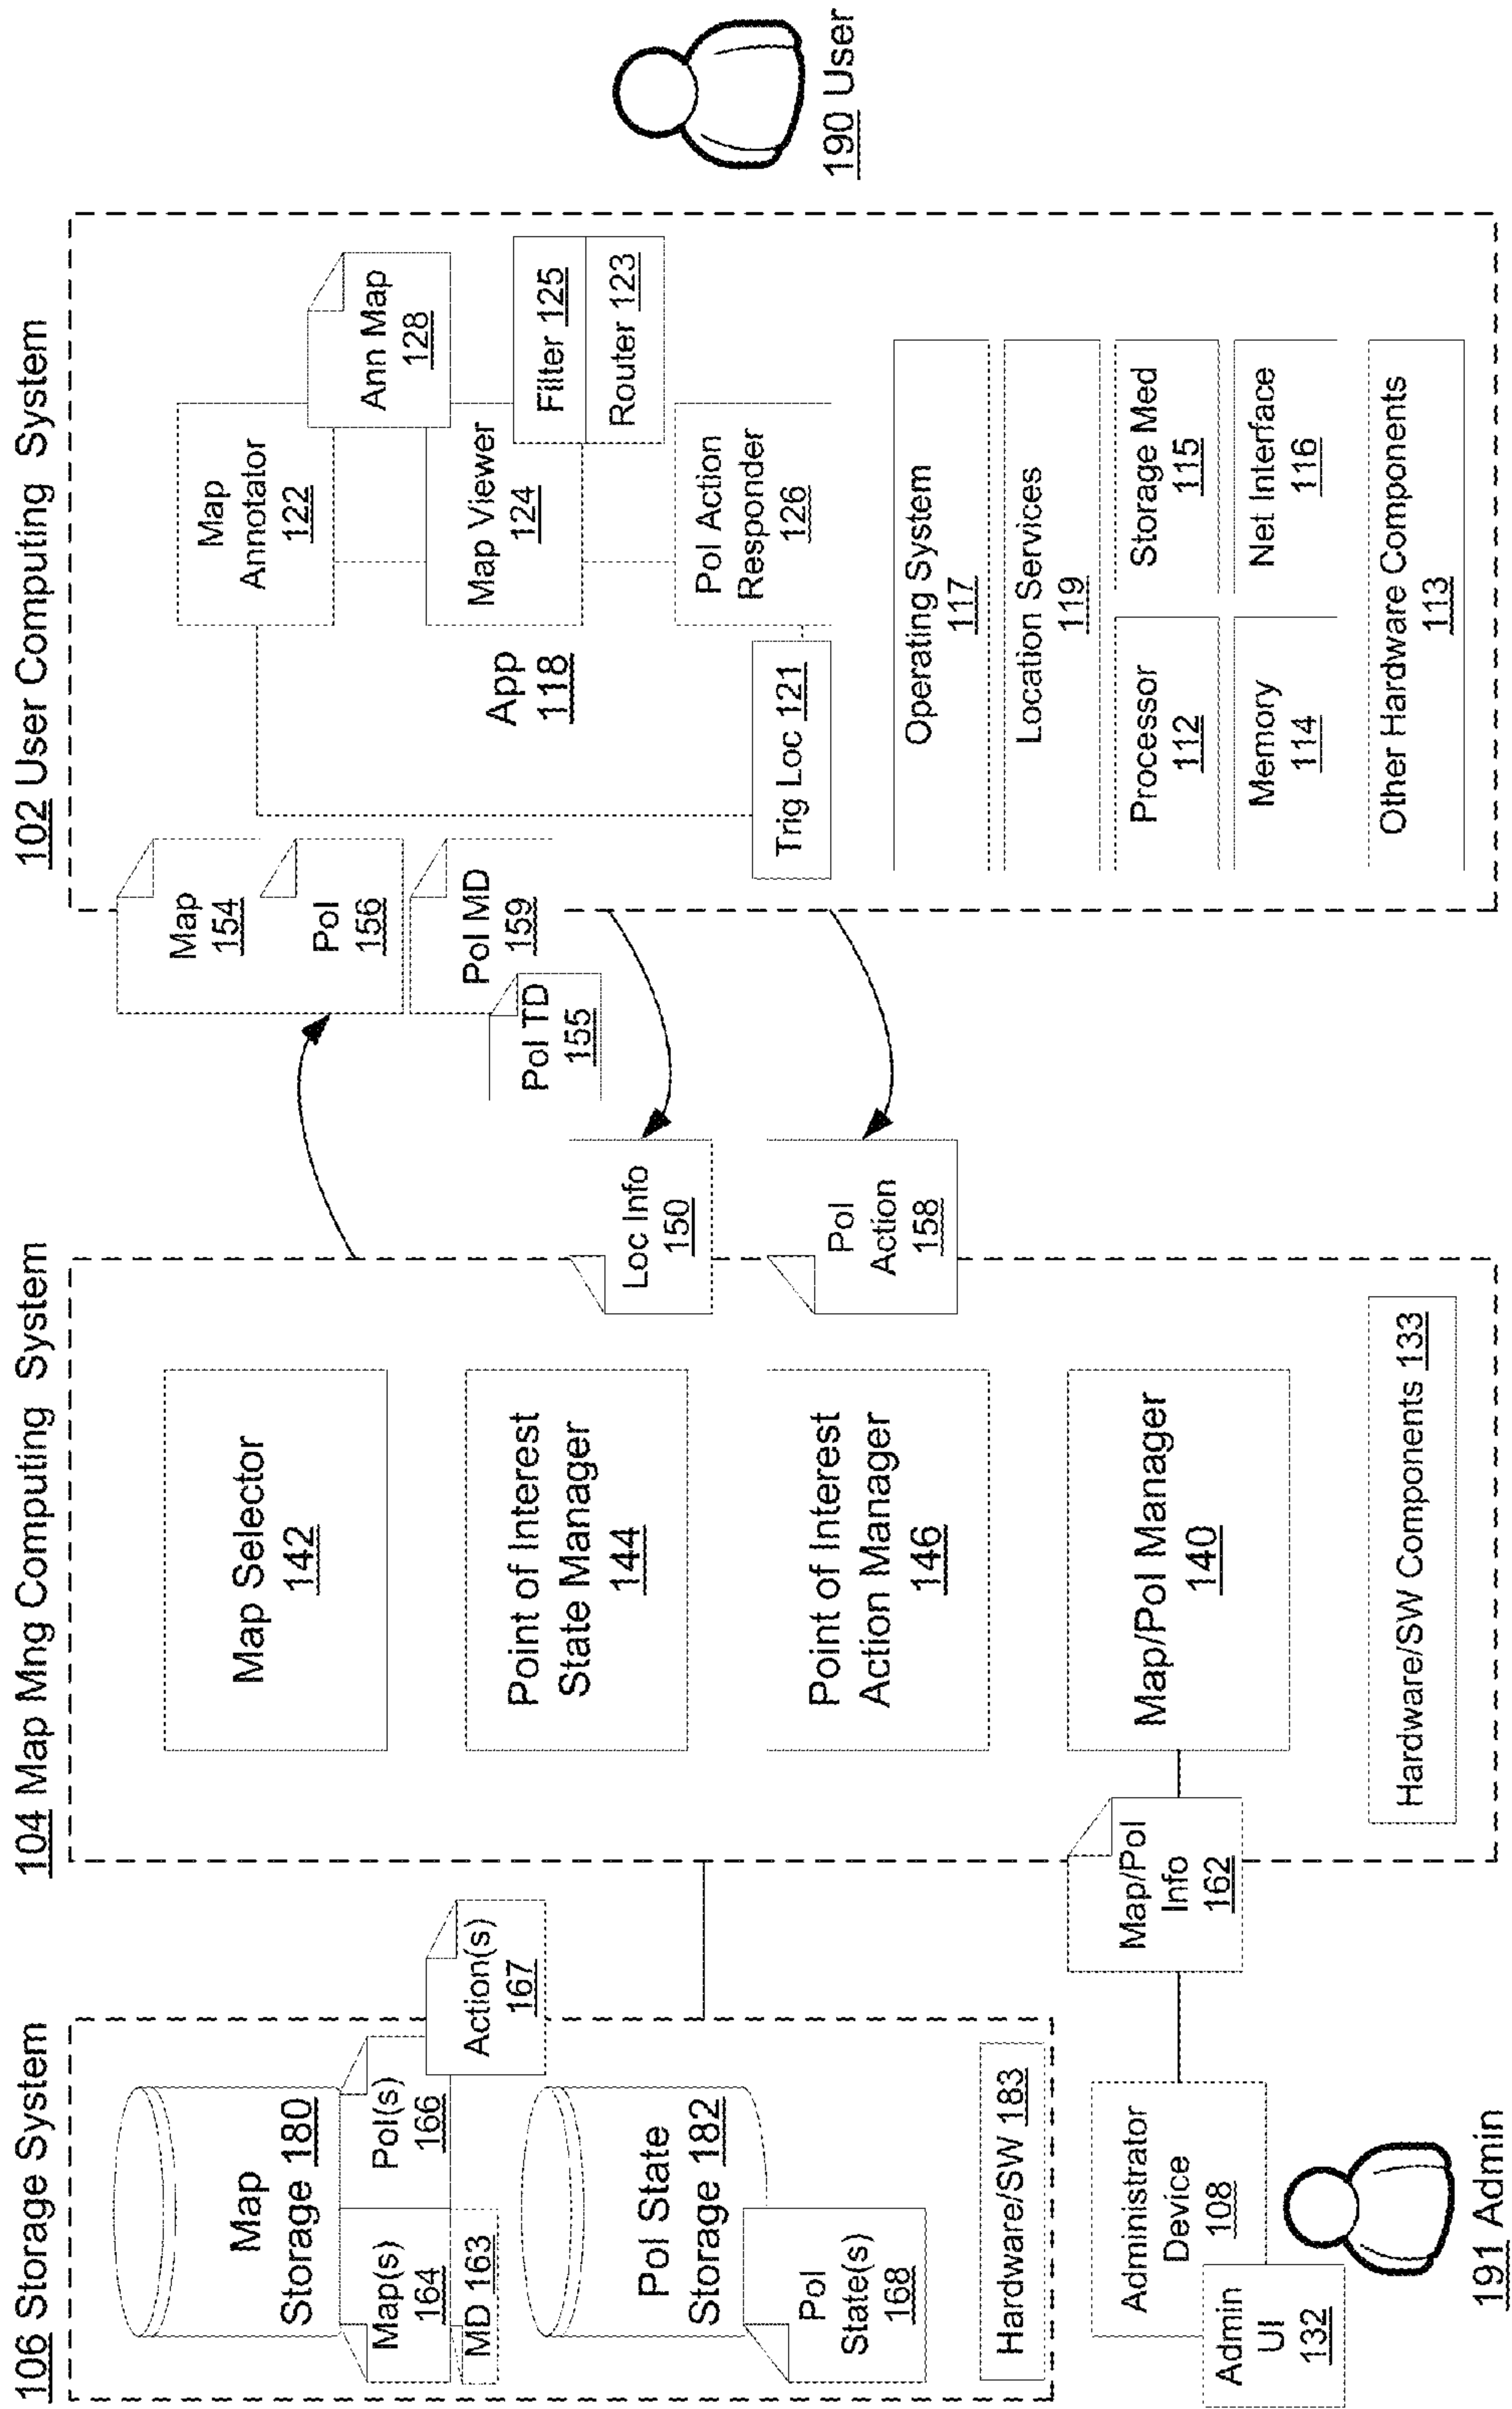 106 Storage System
Map
Storage 180
Map(s)
164
PoI(s)
166
MD 163
Action(s)
167
PoI State
Storage 182
PoI
State(s)
168
Hardware/SW 183
Administrator
Device
108
Admin
UI
132
191 Admin
Map/PoI
Info
162
104 Map Mng Computing System
Map Selector
142
Point of Interest
State Manager
144
Point of Interest
Action Manager
146
Map/PoI Manager
140
Hardware/SW Components 133
Loc Info
150
PoI
Action
158
Map
154
PoI
156
PoI MD
159
PoI TD
155
102 User Computing System
Map
Annotator
122
Ann Map
128
Map Viewer
124
Filter 125
Router 123
App
118
PoI Action
Responder
126
Trig Loc 121
Operating System
117
Location Services
119
Processor
112
Storage Med
115
Memory
114
Net Interface
116
Other Hardware Components
113
190 User